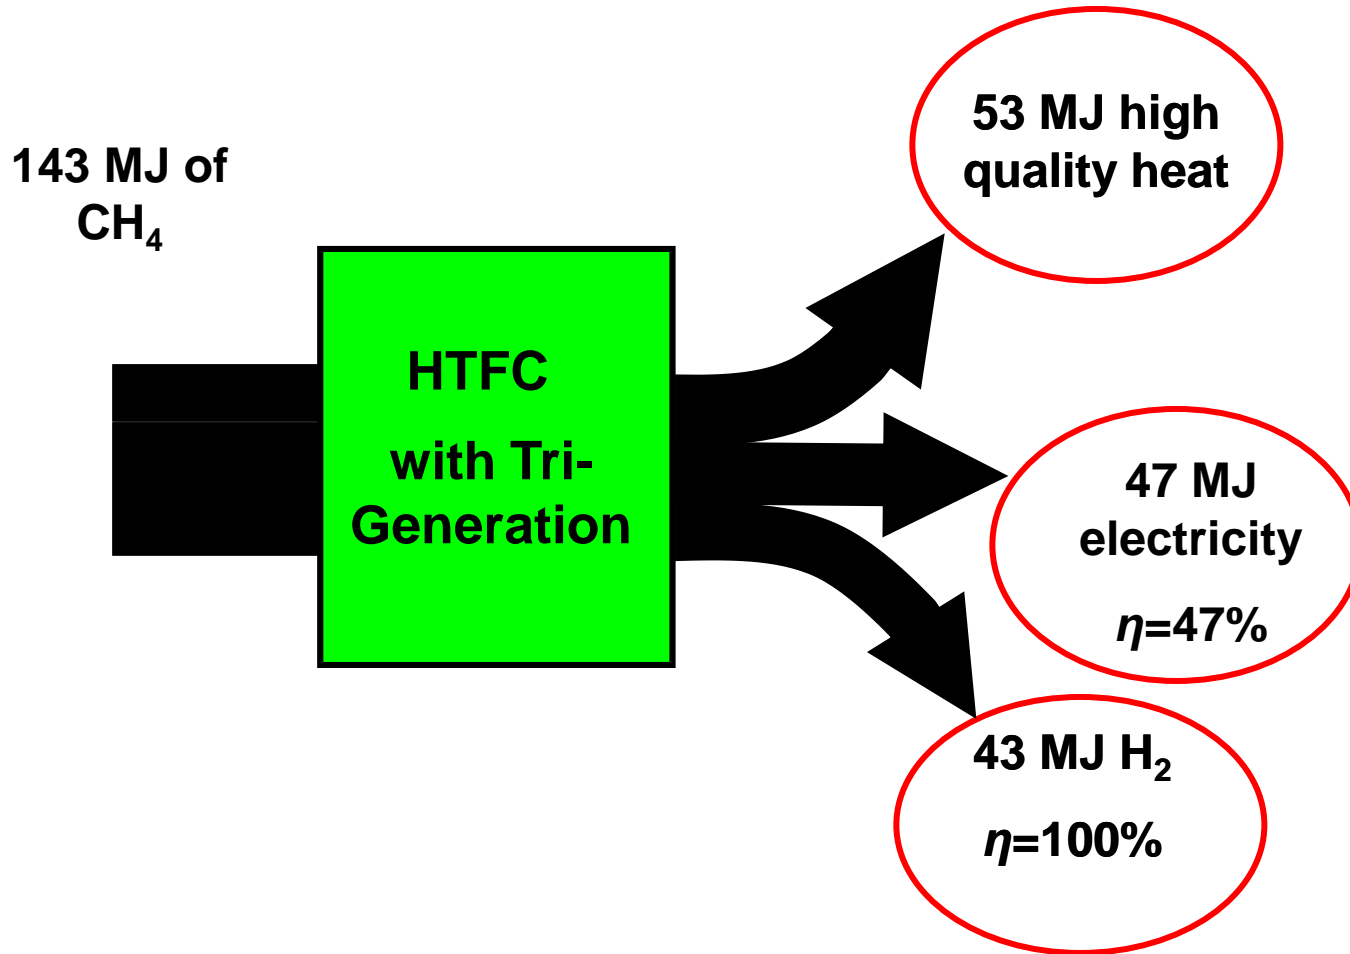 143 MJ of
CH₄
HTFC
with Tri-
Generation
53 MJ high
quality heat
47 MJ
electricity
η=47%
43 MJ H₂
η=100%